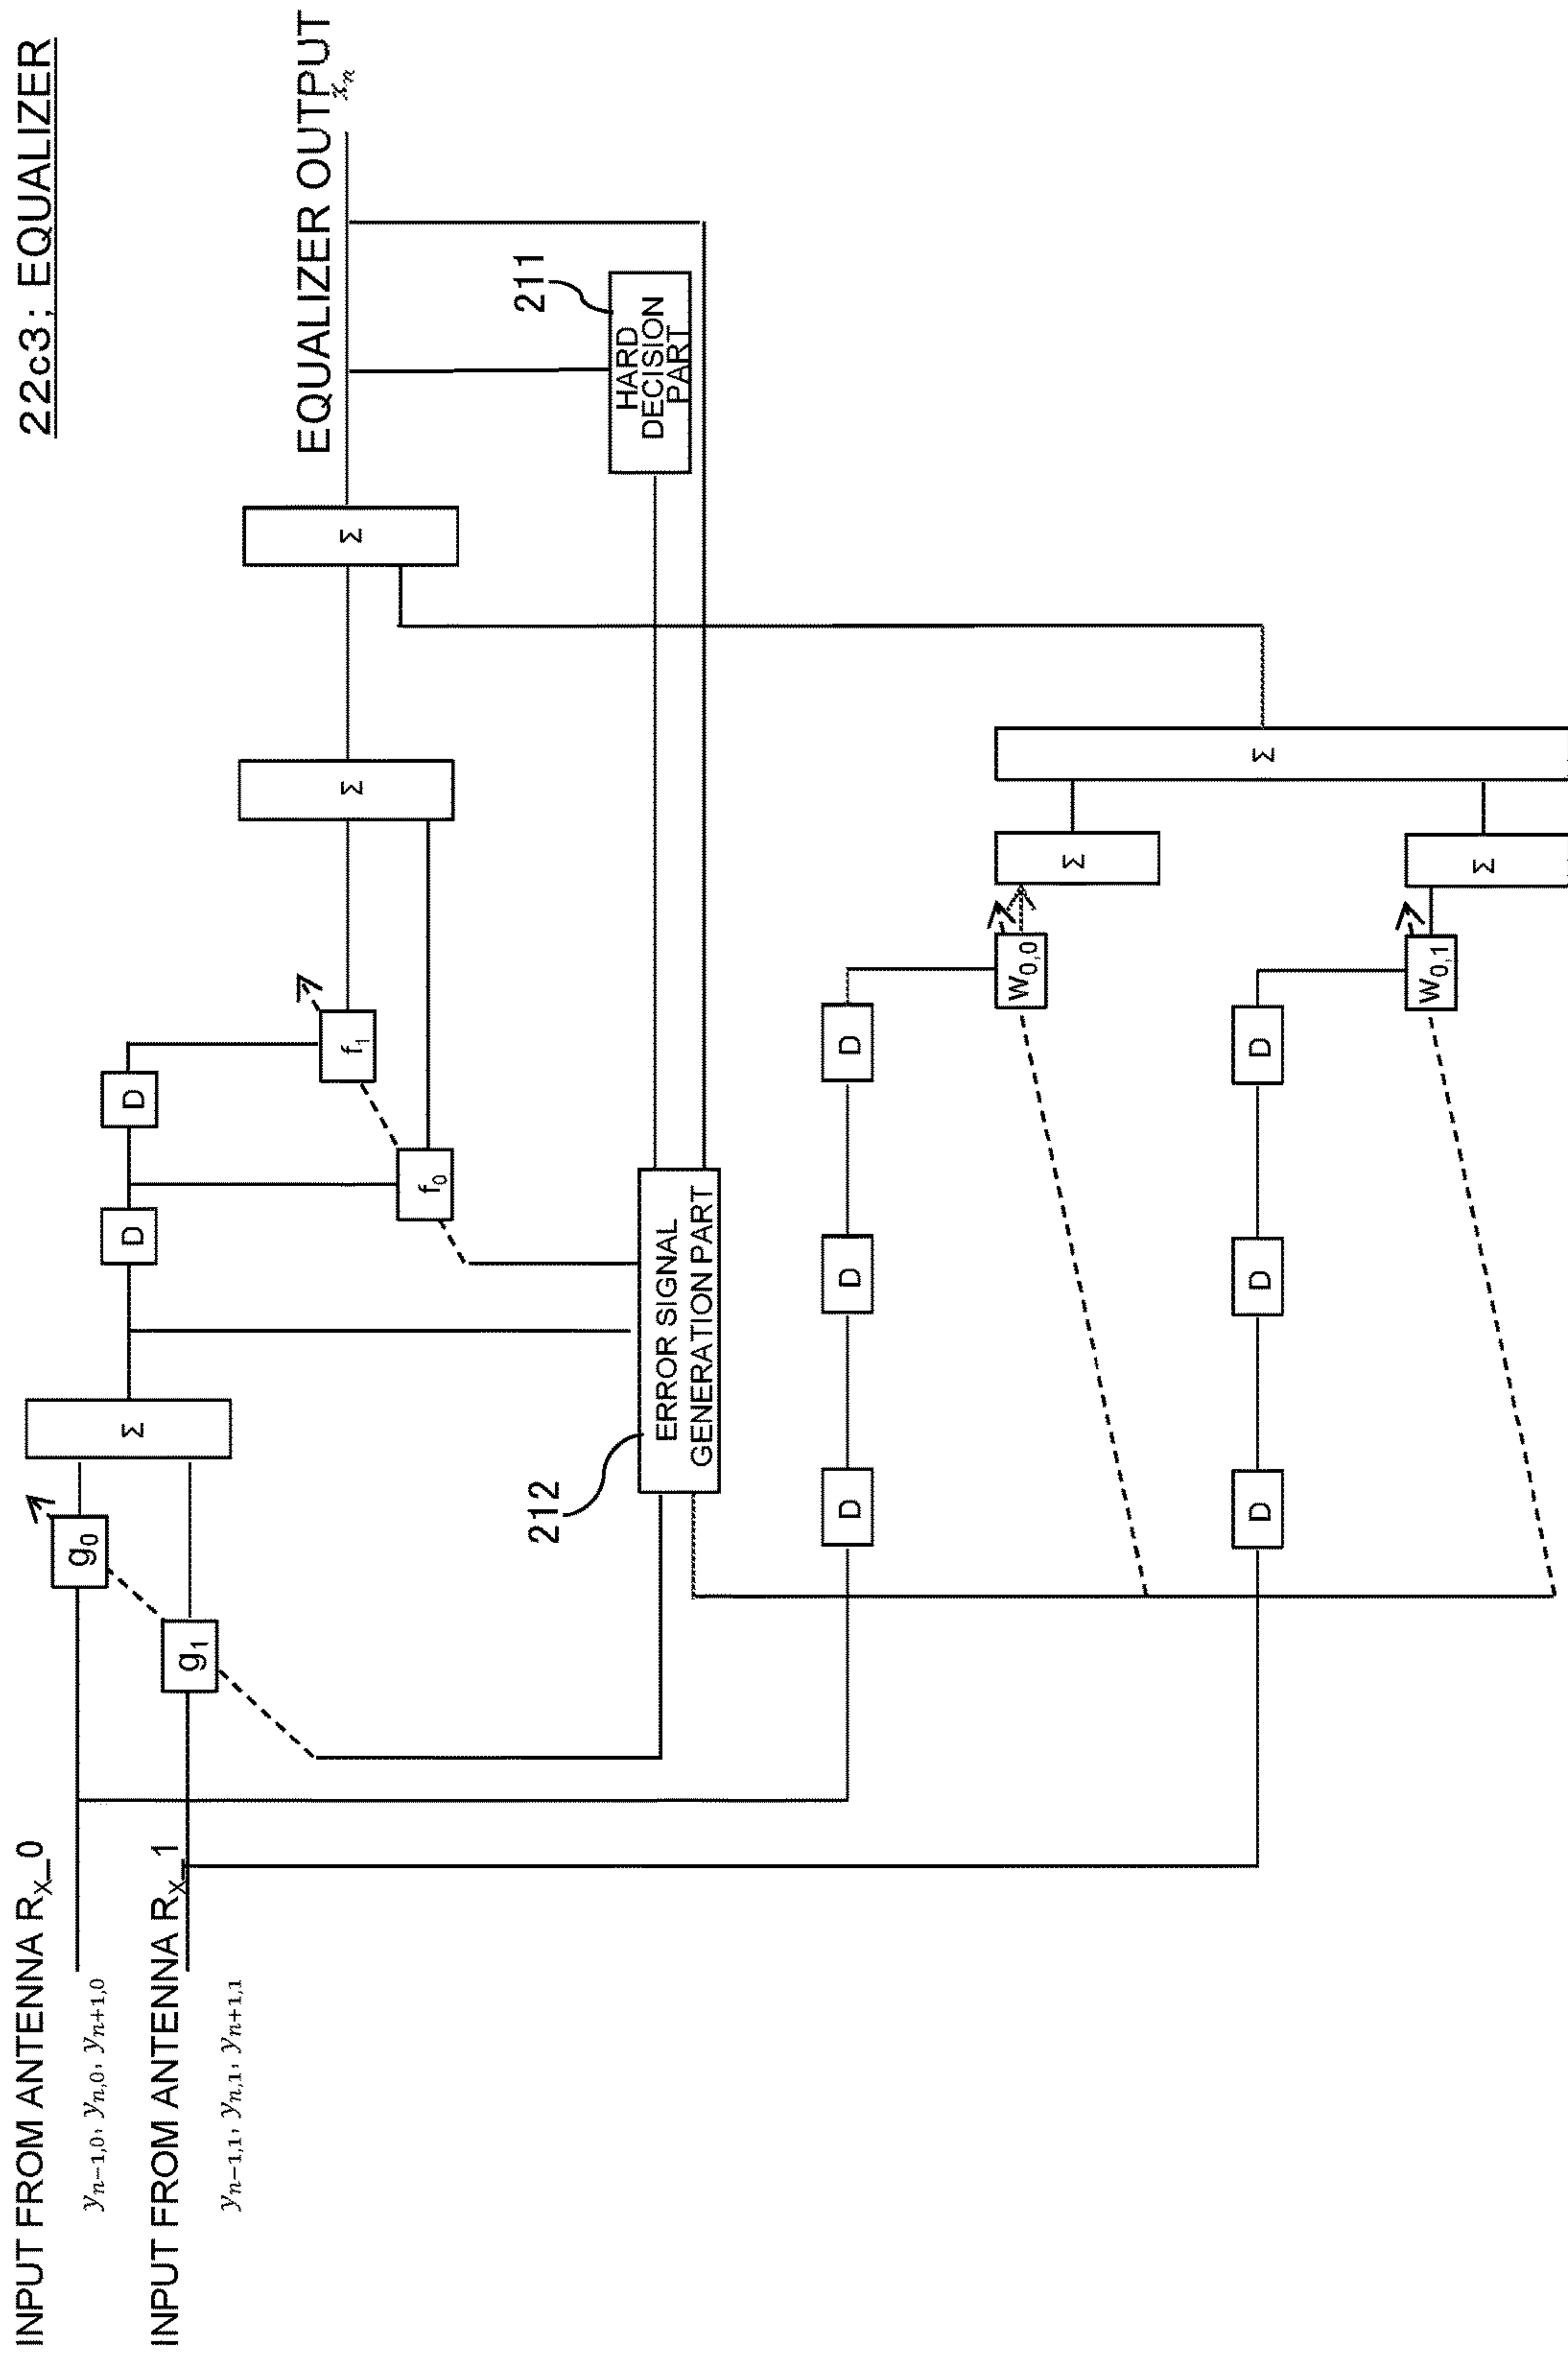 22c3; EQUALIZER
INPUT FROM ANTENNA RX_0
yn−1,0, yn,0, yn+1,0
INPUT FROM ANTENNA RX_1
yn−1,1, yn,1, yn+1,1
g0
g1
Σ
D
D
f0
f1
Σ
Σ
EQUALIZER OUTPUT
xn
212
ERROR SIGNAL
GENERATION PART
211
HARD
DECISION
PART
D
D
D
W0,0
Σ
Σ
D
D
D
W0,1
Σ